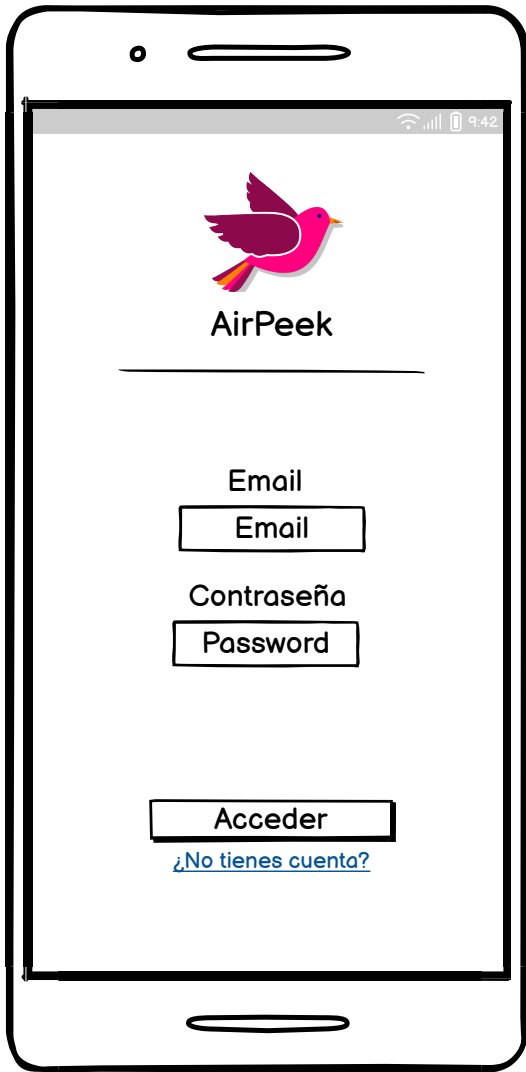 9:42
AirPeek
Email
Email
Contraseña
Password
Acceder
¿No tienes cuenta?